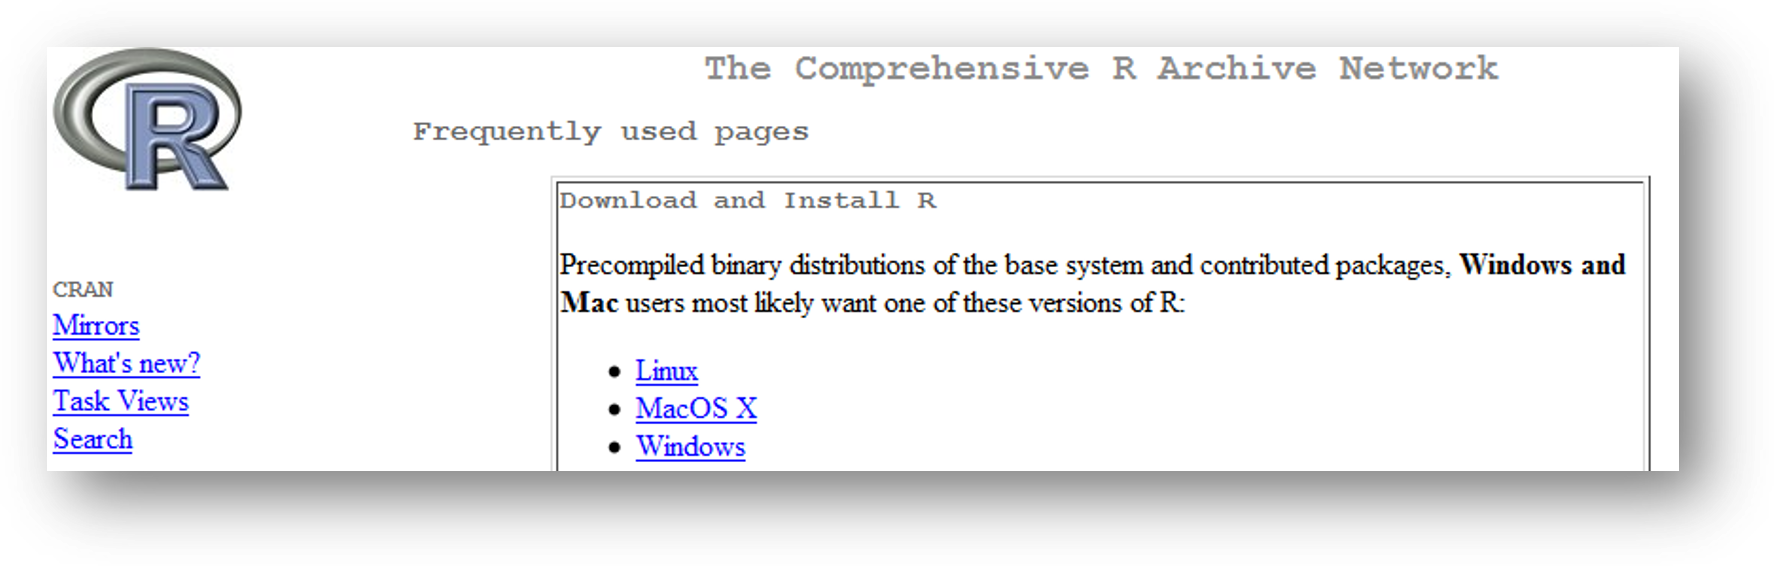 R
The Comprehensive R Archive Network
Frequently used pages
Download and Install R
Precompiled binary distributions of the base system and contributed packages, Windows and
Mac users most likely want one of these versions of R:
• Linux
• MacOS X
• Windows
CRAN
Mirrors
What's new?
Task Views
Search